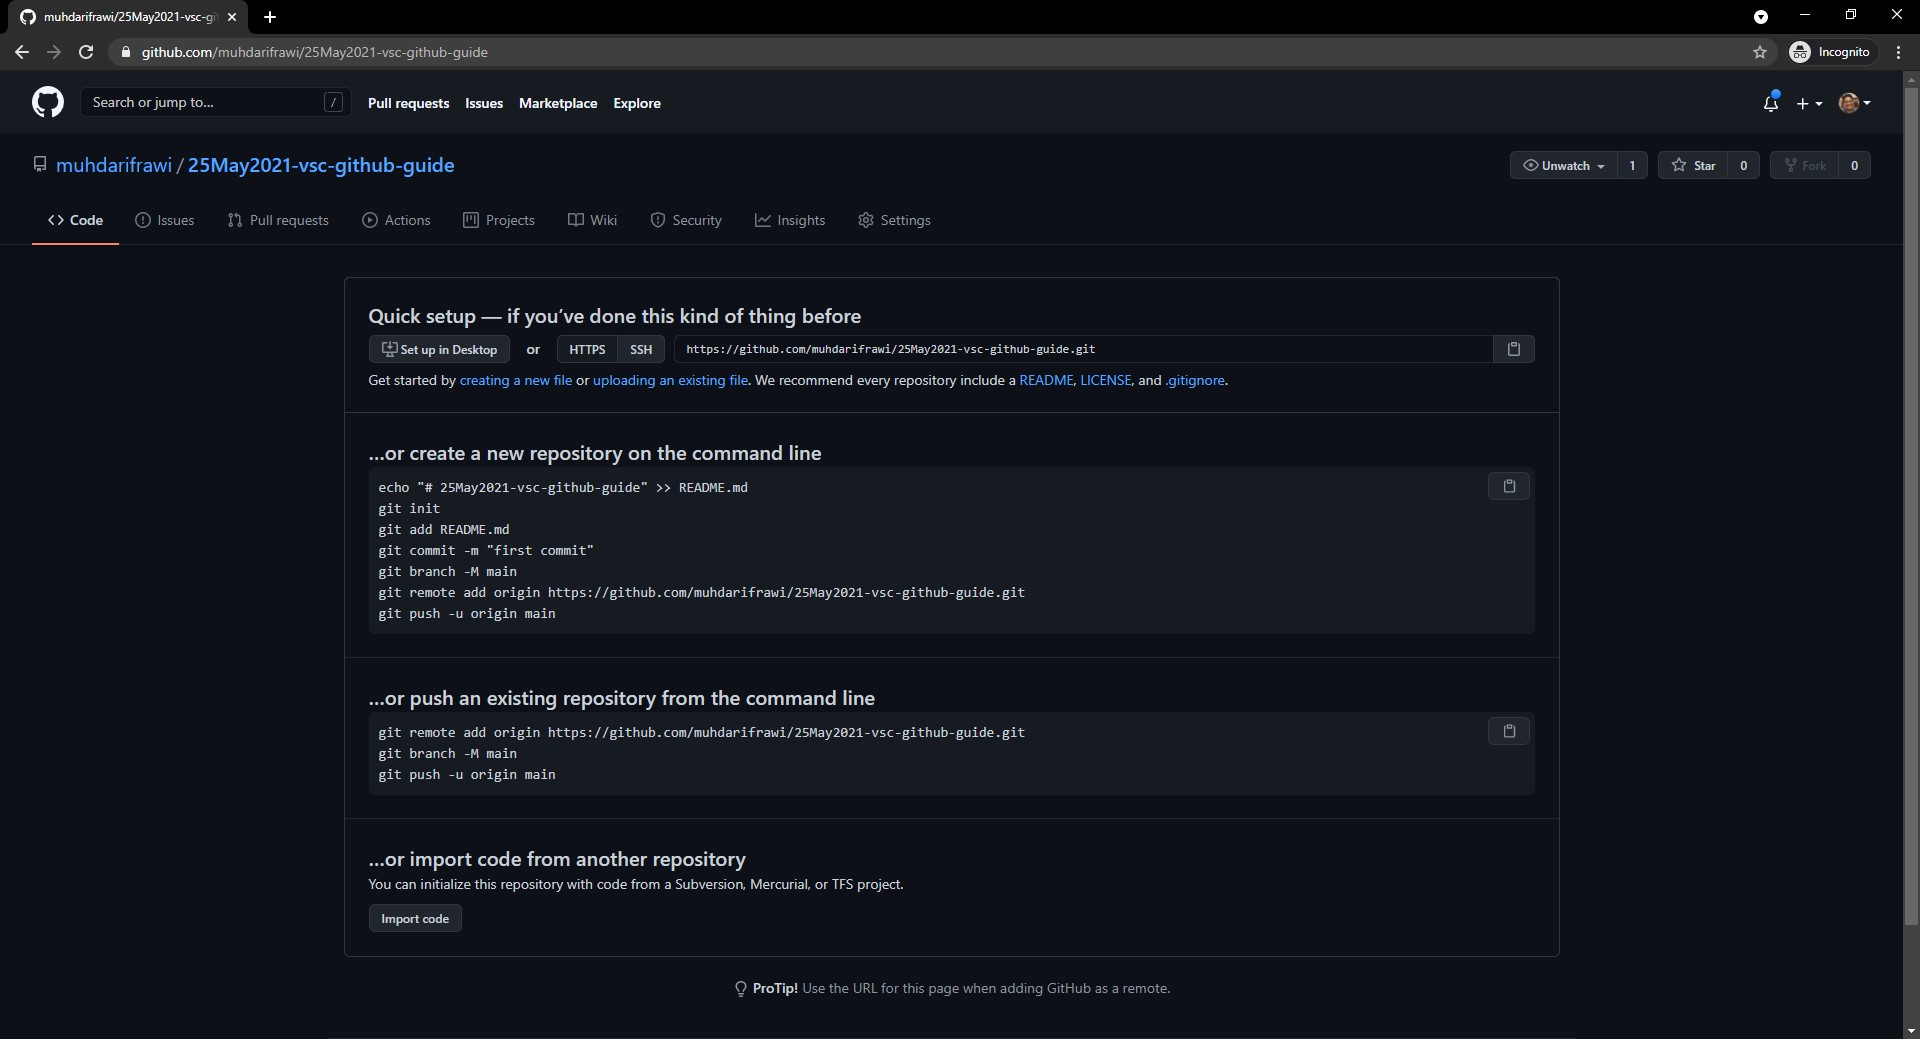 muhdarifrawi/25May2021-vsc-git
github.com/muhdarifrawi/25May2021-vsc-github-guide
Incognito
Search or jump to...
/
Pull requests
Issues
Marketplace
Explore
muhdarifrawi / 25May2021-vsc-github-guide
Unwatch 1
Star 0
Fork 0
Code
Issues
Pull requests
Actions
Projects
Wiki
Security
Insights
Settings
Quick setup — if you’ve done this kind of thing before
Set up in Desktop or HTTPS SSH https://github.com/muhdarifrawi/25May2021-vsc-github-guide.git
Get started by creating a new file or uploading an existing file. We recommend every repository include a README, LICENSE, and .gitignore.
…or create a new repository on the command line
echo "# 25May2021-vsc-github-guide" >> README.md
git init
git add README.md
git commit -m "first commit"
git branch -M main
git remote add origin https://github.com/muhdarifrawi/25May2021-vsc-github-guide.git
git push -u origin main
…or push an existing repository from the command line
git remote add origin https://github.com/muhdarifrawi/25May2021-vsc-github-guide.git
git branch -M main
git push -u origin main
…or import code from another repository
You can initialize this repository with code from a Subversion, Mercurial, or TFS project.
Import code
ProTip! Use the URL for this page when adding GitHub as a remote.